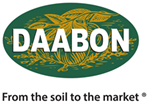 DAABON
From the soil to the market ®